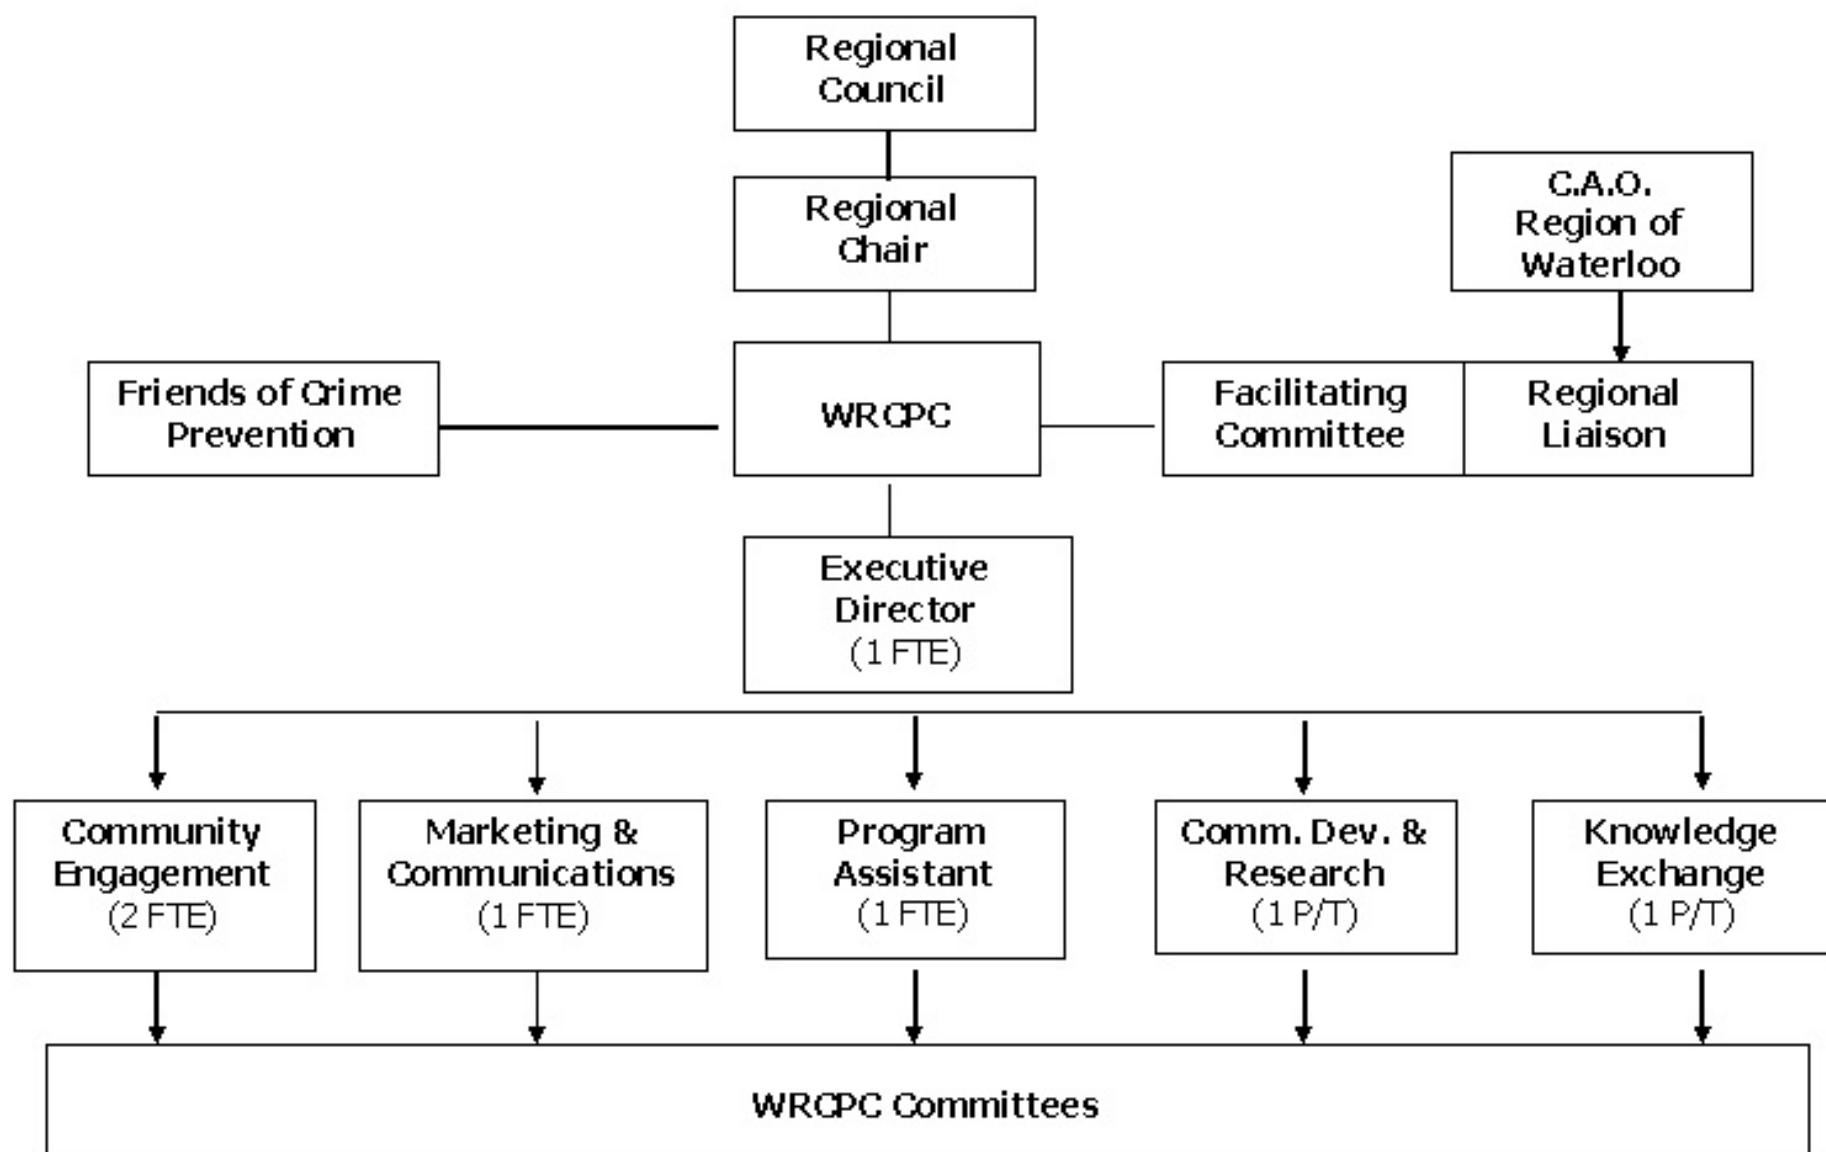 Regional
Council
Regional
Chair
C.A.O.
Region of
Waterloo
Friends of Crime
Prevention
WRCPC
Facilitating
Committee
Regional
Liaison
Executive
Director
(1 FTE)
Community
Engagement
(2 FTE)
Marketing &
Communications
(1 FTE)
Program
Assistant
(1 FTE)
Comm. Dev. &
Research
(1 P/T)
Knowledge
Exchange
(1 P/T)
WRCPC Committees